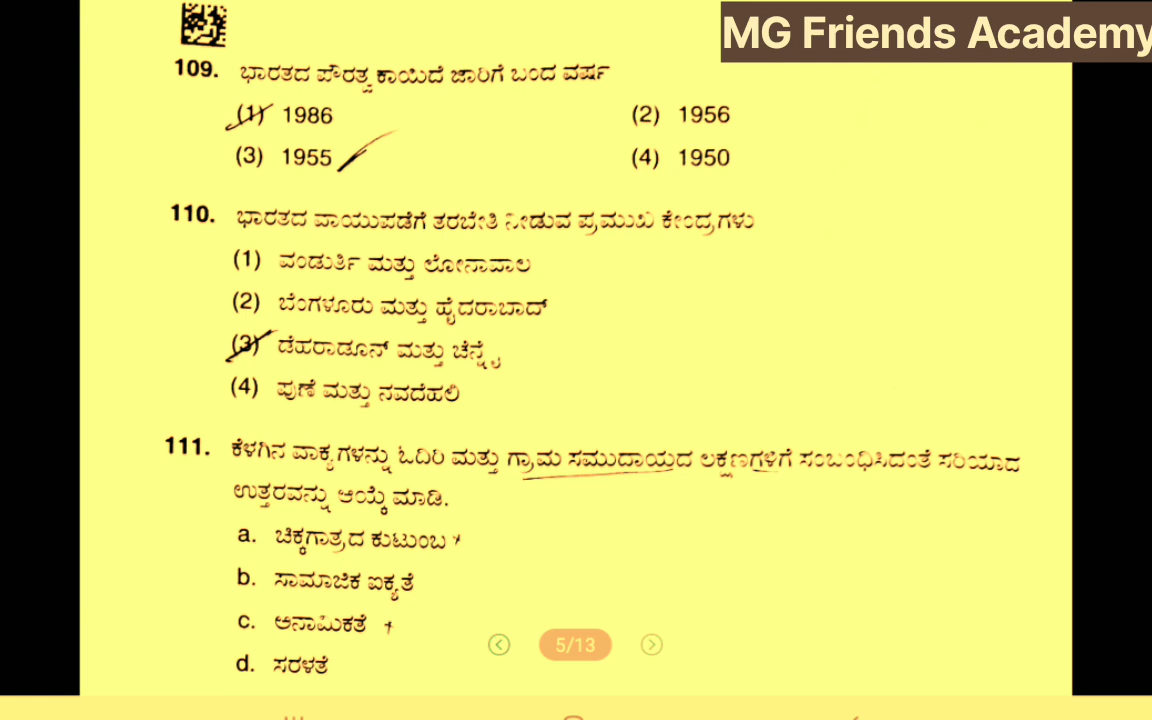 MG Friends Academy
109. ಭಾರತದ ಪೌರತ್ವ ಕಾಯಿದೆ ಜಾರಿಗೆ ಬಂದ ವರ್ಷ
(1) 1986 (2) 1956
(3) 1955 (4) 1950
110. ಭಾರತದ ವಾಯುಪಡೆಗೆ ತರಬೇತಿ ನೀಡುವ ಪ್ರಮುಖ ಕೇಂದ್ರಗಳು
(1) ವಂಡುರ್ತಿ ಮತ್ತು ಲೋನಾವಾಲ
(2) ಬೆಂಗಳೂರು ಮತ್ತು ಹೈದರಾಬಾದ್
(3) ಡೆಹರಾಡೂನ್ ಮತ್ತು ಚೆನ್ನೈ
(4) ಪುಣೆ ಮತ್ತು ನವದೆಹಲಿ
111. ಕೆಳಗಿನ ವಾಕ್ಯಗಳನ್ನು ಓದಿರಿ ಮತ್ತು ಗ್ರಾಮ ಸಮುದಾಯದ ಲಕ್ಷಣಗಳಿಗೆ ಸಂಬಂಧಿಸಿದಂತೆ ಸರಿಯಾದ
ಉತ್ತರವನ್ನು ಆಯ್ಕೆ ಮಾಡಿ.
a. ಚಿಕ್ಕಗಾತ್ರದ ಕುಟುಂಬ
b. ಸಾಮಾಜಿಕ ಐಕ್ಯತೆ
c. ಅನಾಮಿಕತೆ
5/13
d. ಸರಳತೆ